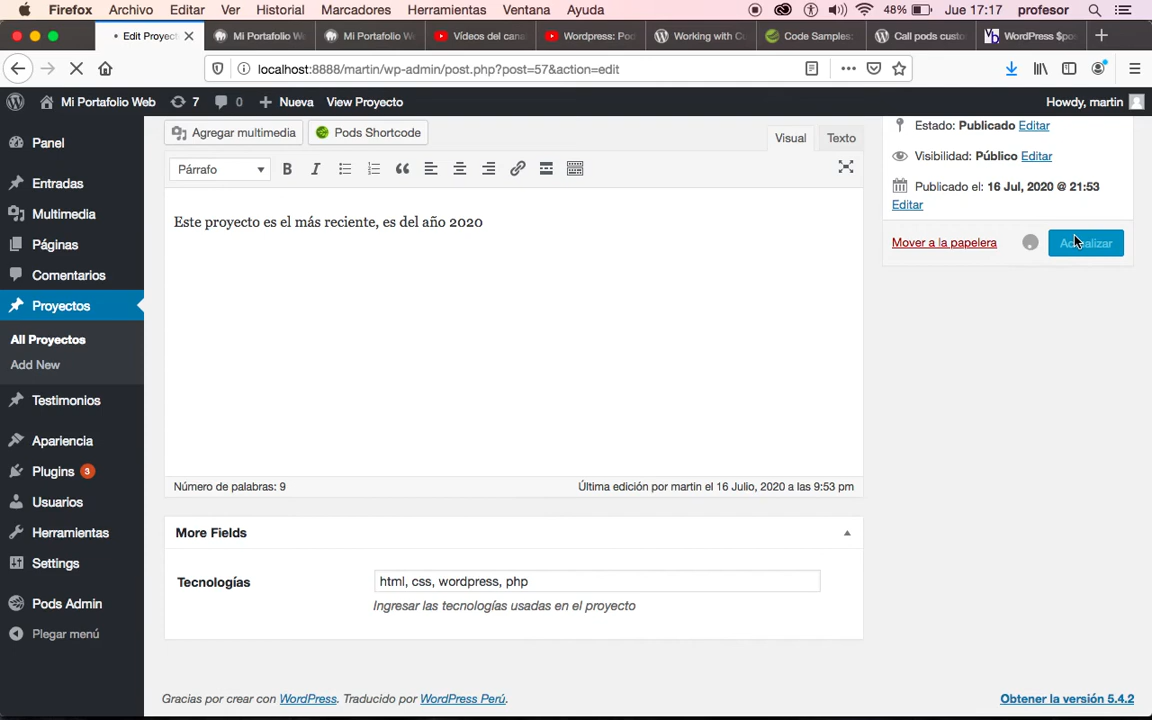 Firefox Archivo Editar Ver Historial Marcadores Herramientas Ventana Ayuda 48% Jue 17:17 profesor
Edit Proyect Mi Portafolio W Mi Portafolio W Vídeos del cana Wordpress: Pod Working with C Code Samples: Call pods custo WordPress $pos
localhost:8888/martin/wp-admin/post.php?post=57&action=edit
Mi Portafolio Web 7 0 Nueva View Proyecto Howdy, martin
Panel
Entradas
Multimedia
Páginas
Comentarios
Proyectos
All Proyectos
Add New
Testimonios
Apariencia
Plugins 3
Usuarios
Herramientas
Settings
Pods Admin
Plegar menú
Agregar multimedia Pods Shortcode Visual Texto
Párrafo B I
Este proyecto es el más reciente, es del año 2020
Número de palabras: 9 Última edición por martin el 16 Julio, 2020 a las 9:53 pm
More Fields
Tecnologías html, css, wordpress, php
Ingresar las tecnologías usadas en el proyecto
Estado: Publicado Editar
Visibilidad: Público Editar
Publicado el: 16 Jul, 2020 @ 21:53
Editar
Mover a la papelera Actualizar
Gracias por crear con WordPress. Traducido por WordPress Perú. Obtener la versión 5.4.2